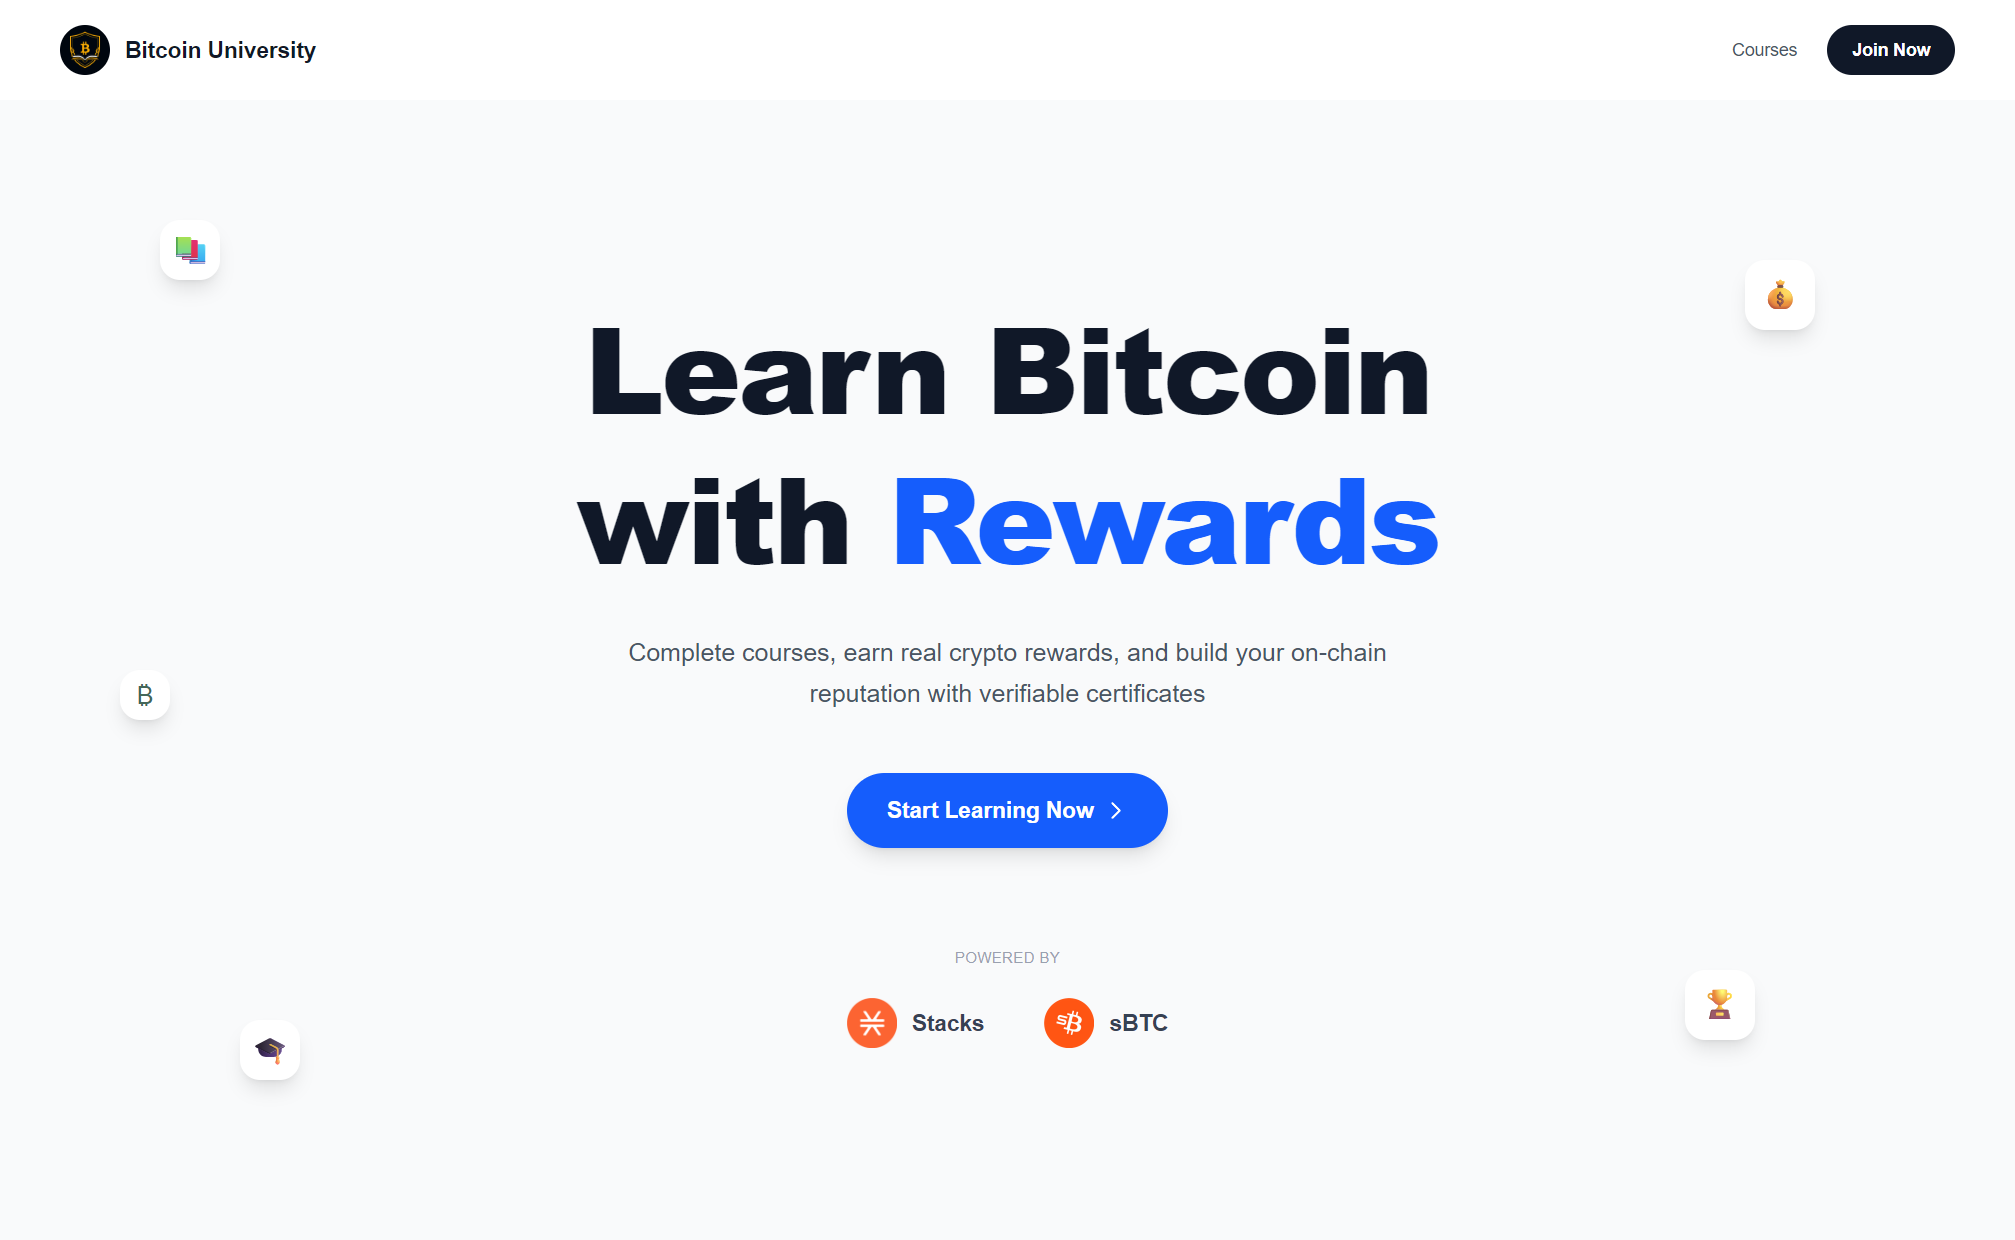 Bitcoin University
Courses
Join Now
Learn Bitcoin
with Rewards
Complete courses, earn real crypto rewards, and build your on-chain
reputation with verifiable certificates
₿
Start Learning Now
POWERED BY
Stacks
sBTC